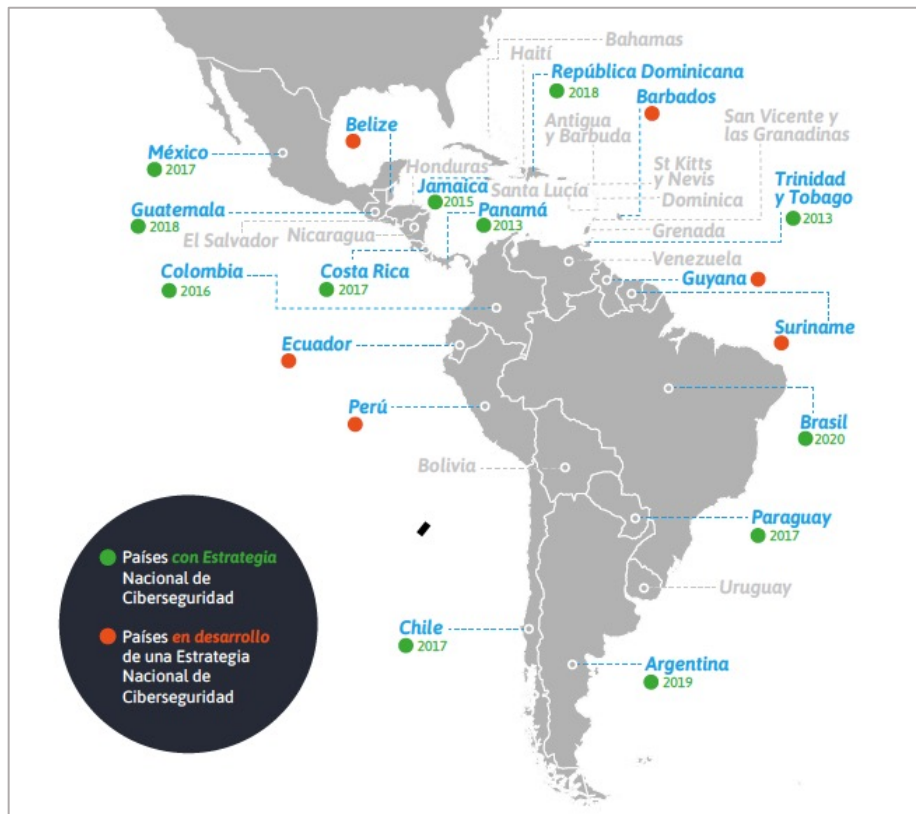 Bahamas
Haití
República Dominicana
2018
Barbados
Belize
Antigua
y Barbuda
San Vicente y
las Granadinas
México
2017
Honduras
Jamaica
2015
Santa Lucía
St Kitts
y Nevis
Dominica
Trinidad
y Tobago
2013
Guatemala
2018
Panamá
2013
El Salvador
Nicaragua
Grenada
Venezuela
Colombia
2016
Costa Rica
2017
Guyana
Suriname
Ecuador
Perú
Brasil
2020
Bolivia
Paraguay
2017
Uruguay
Chile
2017
Argentina
2019
Países con Estrategia
Nacional de
Ciberseguridad
Países en desarrollo
de una Estrategia
Nacional de
Ciberseguridad